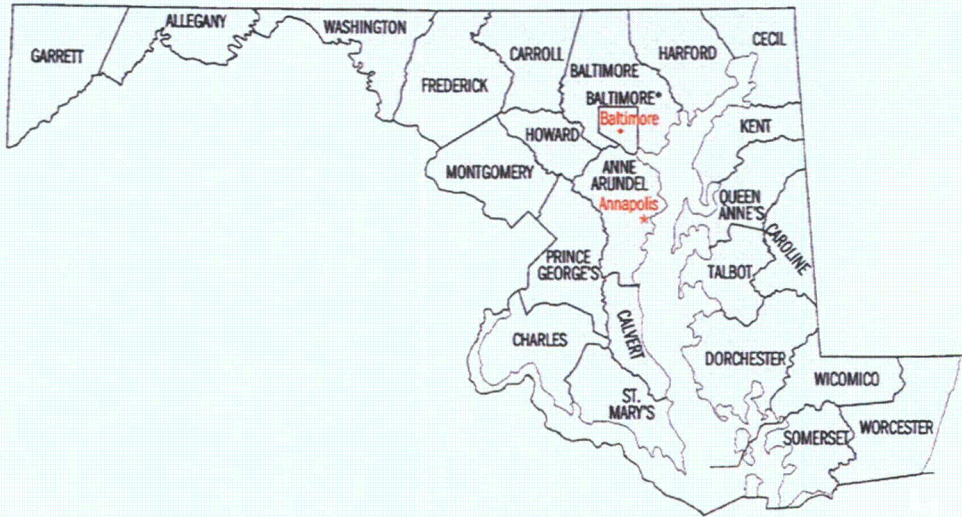 ALLEGANY
WASHINGTON
GARRETT
CECIL
CARROLL
HARFORD
FREDERICK
BALTIMORE
BALTIMORE*
Baltimore
KENT
HOWARD
MONTGOMERY
ANNE
ARUNDEL
Annapolis
QUEEN
ANNE'S
CAROLINE
PRINCE
GEORGE'S
TALBOT
CHARLES
CALVERT
DORCHESTER
WICOMICO
ST.
MARY'S
SOMERSET
WORCESTER